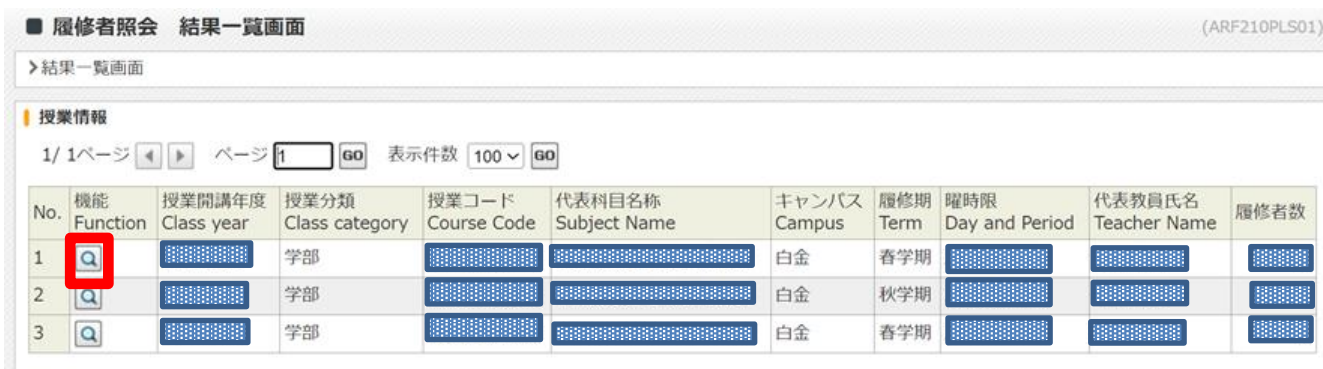 ■ 履修者照会 結果一覧画面 (ARF210PLS01)
>結果一覧画面
授業情報
1/ 1ページ ページ 1 GO 表示件数 100 GO
No. 機能 Function 授業開講年度 Class year 授業分類 Class category 授業コード Course Code 代表科目名称 Subject Name キャンパス Campus 履修期 Term 曜時限 Day and Period 代表教員氏名 Teacher Name 履修者数
1 学部 白金 春学期
2 学部 白金 秋学期
3 学部 白金 春学期